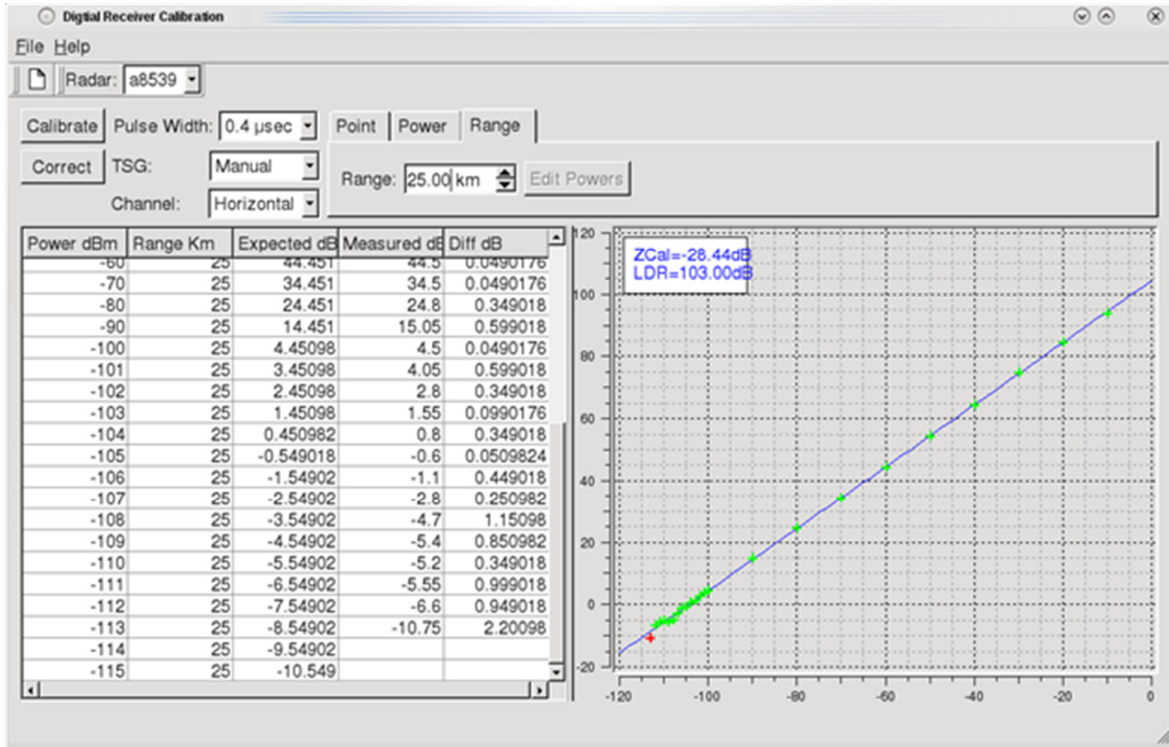 Digtial Receiver Calibration
File Help
Radar: a8539
Calibrate Pulse Width: 0.4 µsec Point Power Range
Correct TSG: Manual Range: 25.00 km Edit Powers
Channel: Horizontal
Power dBm Range Km Expected dB Measured dB Diff dB
-60 25 44.451 44.5 0.0490176
-70 25 34.451 34.5 0.0490176
-80 25 24.451 24.8 0.349018
-90 25 14.451 15.05 0.599018
-100 25 4.45098 4.5 0.0490176
-101 25 3.45098 4.05 0.599018
-102 25 2.45098 2.8 0.349018
-103 25 1.45098 1.55 0.0990176
-104 25 0.450982 0.8 0.349018
-105 25 -0.549018 -0.6 0.0509824
-106 25 -1.54902 -1.1 0.449018
-107 25 -2.54902 -2.8 0.250982
-108 25 -3.54902 -4.7 1.15098
-109 25 -4.54902 -5.4 0.850982
-110 25 -5.54902 -5.2 0.349018
-111 25 -6.54902 -5.55 0.999018
-112 25 -7.54902 -6.6 0.949018
-113 25 -8.54902 -10.75 2.20098
-114 25 -9.54902
-115 25 -10.549
ZCal=-28.44dB
LDR=103.00dB
120
100
80
60
40
20
0
-20
-120 -100 -80 -60 -40 -20 0